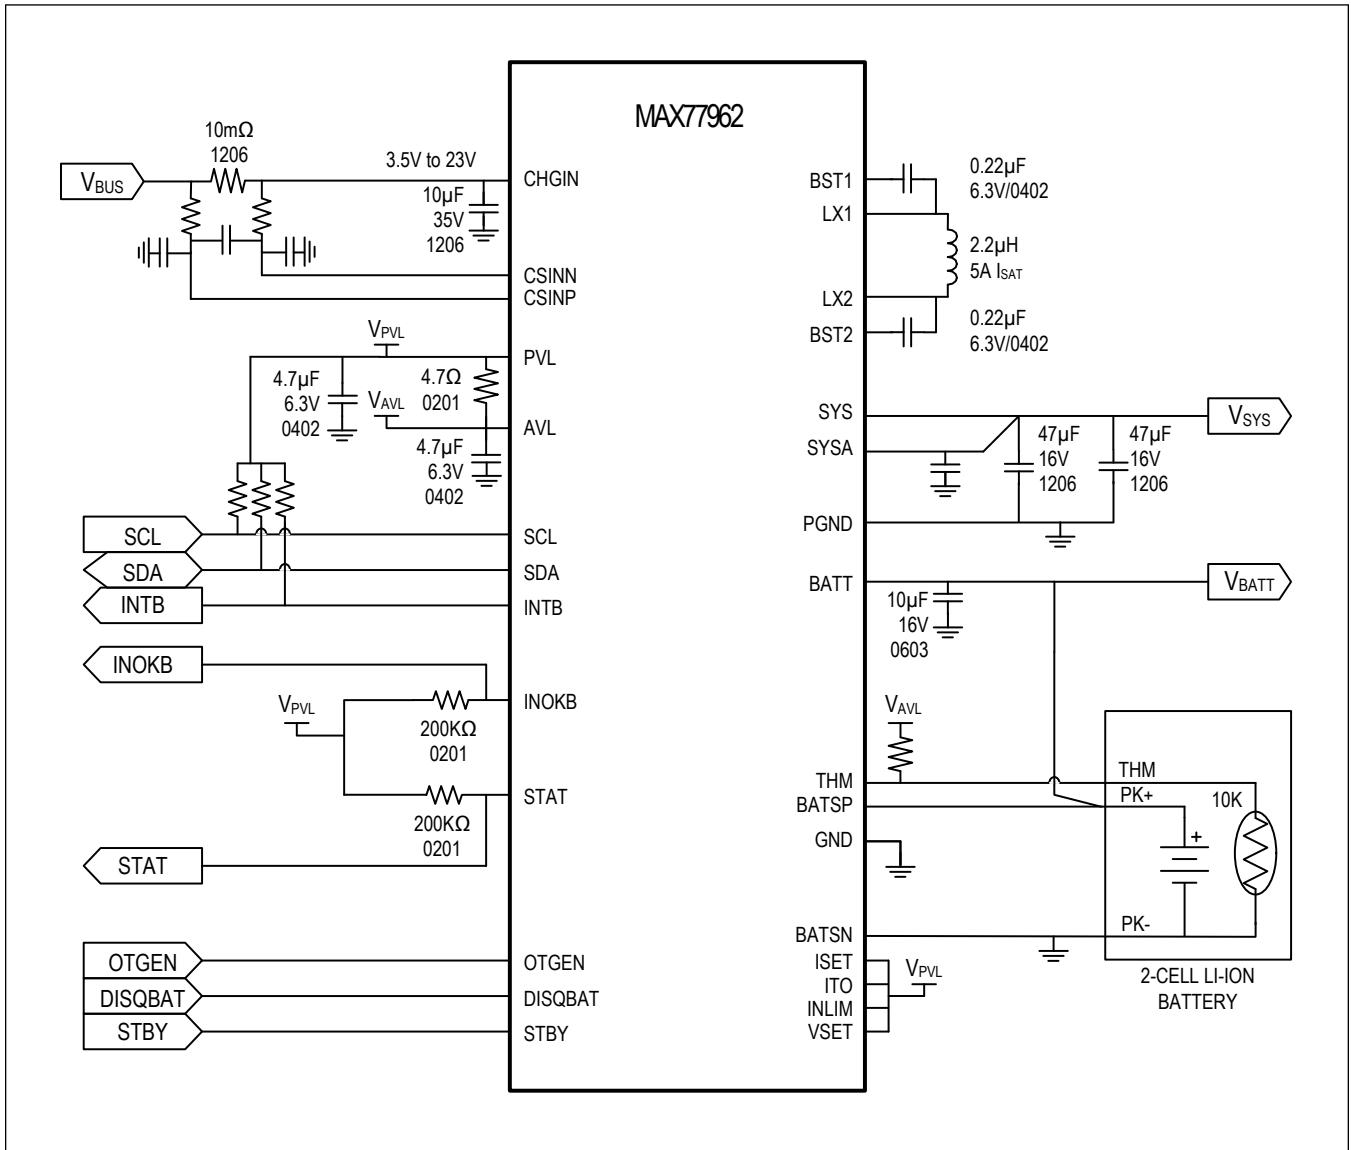 MAX77962
10mΩ
1206
3.5V to 23V
VBUS
10µF
35V
1206
CHGIN
CSINN
CSINP
VPVL
PVL
4.7µF
6.3V
0402
4.7Ω
0201
VAVL
AVL
4.7µF
6.3V
0402
SCL
SCL
SDA
SDA
INTB
INTB
INOKB
INOKB
VPVL
200KΩ
0201
STAT
200KΩ
0201
STAT
OTGEN
OTGEN
DISQBAT
DISQBAT
STBY
STBY
BST1
0.22µF
6.3V/0402
LX1
2.2µH
5A ISAT
LX2
BST2
0.22µF
6.3V/0402
SYS
VSYS
SYSA
47µF
16V
1206
47µF
16V
1206
PGND
BATT
VBATT
10µF
16V
0603
VAVL
THM
THM
BATSP
PK+
10K
+
GND
PK-
BATSN
ISET
ITO
INLIM
VSET
VPVL
2-CELL LI-ION
BATTERY